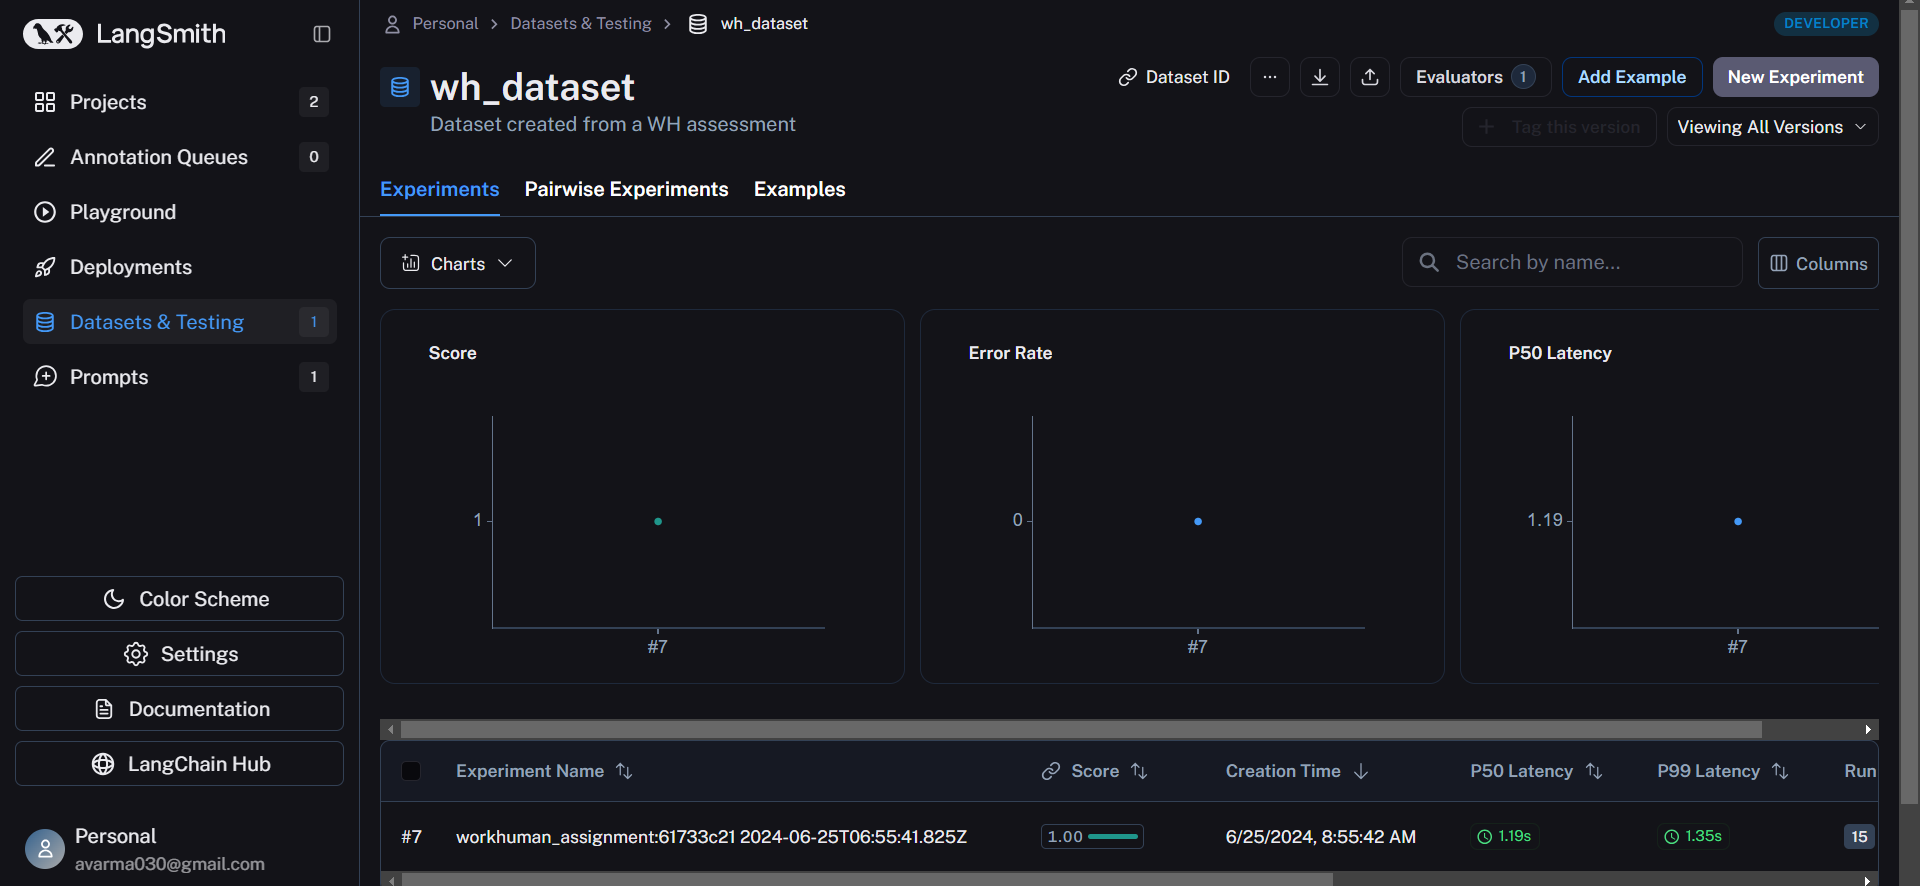 LangSmith
Projects 2
Annotation Queues 0
Playground
Deployments
Datasets & Testing 1
Prompts 1
Color Scheme
Settings
Documentation
LangChain Hub
Personal
avarma030@gmail.com
Personal > Datasets & Testing > wh_dataset
DEVELOPER
wh_dataset
Dataset created from a WH assessment
Dataset ID ... Evaluators 1 Add Example New Experiment
+ Tag this version Viewing All Versions
Experiments Pairwise Experiments Examples
Charts
Search by name...
Columns
Score
1
#7
Error Rate
0
#7
P50 Latency
1.19
#7
Experiment Name Score Creation Time P50 Latency P99 Latency Run
#7 workhuman_assignment:61733c21 2024-06-25T06:55:41.825Z 1.00 6/25/2024, 8:55:42 AM 1.19s 1.35s 15